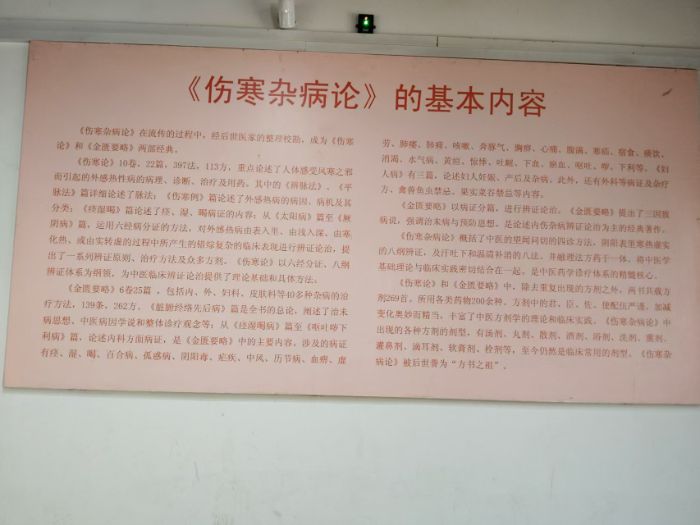 《伤寒杂病论》的基本内容
《伤寒杂病论》在流传的过程中，经后世医家的整理校勘，成为《伤寒
论》和《金匮要略》两部经典。
《伤寒论》10卷，22篇，397法，113方，重点论述了人体感受风寒之邪
而引起的外感热性病的病理、诊断、治疗及用药。其中的《辨脉法》、《平
脉法》篇详细论述了脉法；《伤寒例》篇论述了外感热病的病因、病机及其
分类；《痉湿暍》篇论述了痉、湿、暍病证的内容；从《太阳病》篇至《厥
阴病》篇，运用六经病分证的方法，对外感热病由表入里、由浅入深、由寒
化热、或由实转虚的过程中所产生的错综复杂的临床表现进行辨证论治，提
出了一系列辨证原则、治疗方法及众多方剂。《伤寒论》以六经分证、八纲
辨证体系为纲领，为中医临床辨证论治提供了理论基础和具体方法。
《金匮要略》6卷25篇，包括内、外、妇科，皮肤科等40多种杂病的治
疗方法，139条，262方。《脏腑经络先后病》篇是全书的总论，阐述了治未
病思想、中医病因学说和整体诊疗观念等；从《痉湿暍病》篇至《呕吐哕下
利病》篇，论述内科方面病证，是《金匮要略》中的主要内容。涉及的病证
有痉、湿、暍、百合病、狐惑病、阴阳毒、疟疾、中风、历节病、血痹、虚
劳、肺痿、肺痈、咳嗽、奔豚气、胸痹、心痛、腹满、寒疝、宿食、痰饮、
消渴、水气病、黄疸、惊悸、吐衄、下血、瘀血、呕吐、哕、下利等。《妇
人病》有三篇，论述妇人妊娠、产后及杂病。此外，还有外科等病证及杂疗
方、禽兽鱼虫禁忌、果实菜谷禁忌等内容。
《金匮要略》以病证分篇，进行辨证论治。《金匮要略》提出了三因致
病说，强调治未病与预防思想，是论述内伤杂病辨证论治为主的经典著作。
《伤寒杂病论》概括了中医的望闻问切的四诊方法，阴阳表里寒热虚实
的八纲辨证，及汗吐下和温清补消的八法，并融理法方药于一体，将中医学
基础理论与临床实践密切结合在一起，是中医药学诊疗体系的精髓核心。
《伤寒论》和《金匮要略》中，除去重复出现的方剂之外，两书共载方
剂269首，所用各类药物200余种，方剂中的君、臣、佐、使配伍严谨，加减
变化奥妙而精当，丰富了中医方剂学的理论和临床实践。《伤寒杂病论》中
出现的各种方剂的剂型，有汤剂、丸剂、散剂、酒剂、浴剂、洗剂、熏剂、
灌鼻剂、滴耳剂、软膏剂、栓剂等，至今仍然是临床常用的剂型。《伤寒杂
病论》被后世誉为“方书之祖”。